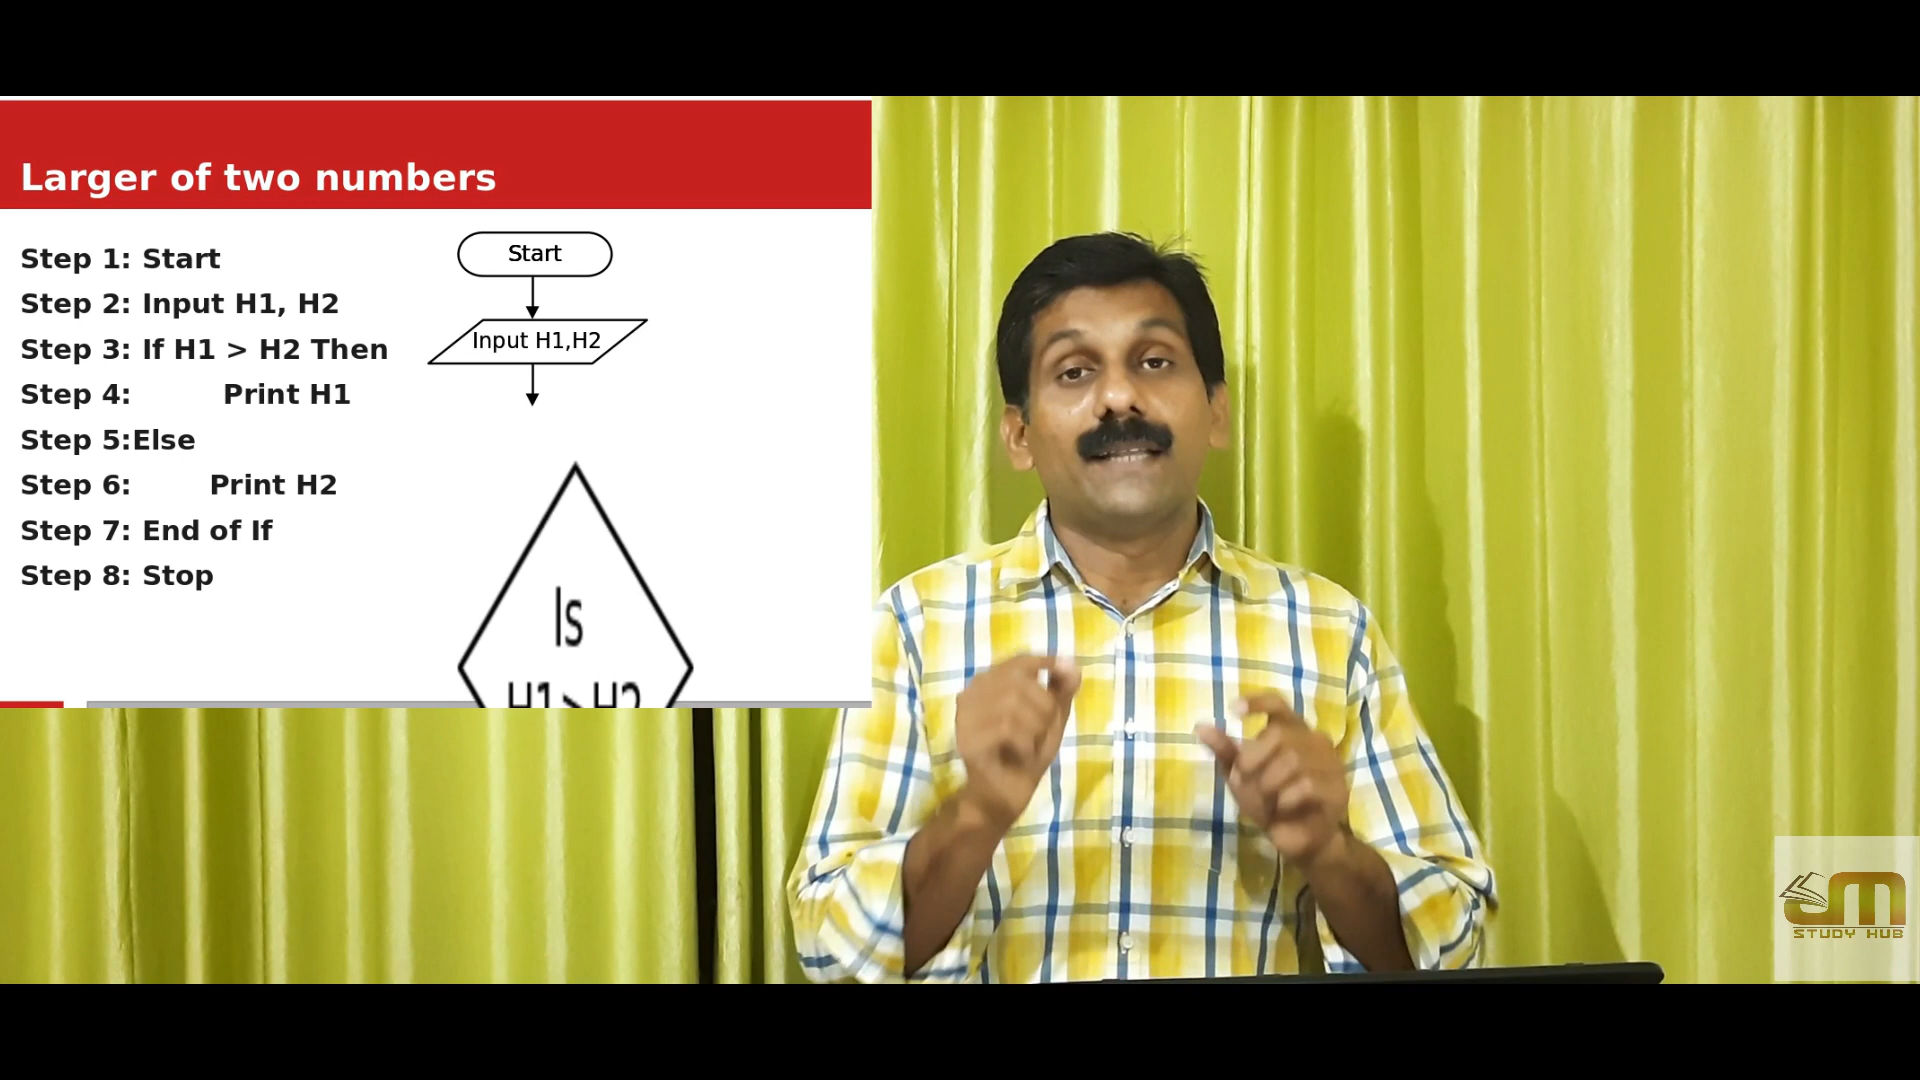 Larger of two numbers
Step 1: Start
Step 2: Input H1, H2
Step 3: If H1 > H2 Then
Step 4: Print H1
Step 5:Else
Step 6: Print H2
Step 7: End of If
Step 8: Stop
Start
Input H1,H2
Is
H1> H2
STUDY HUB